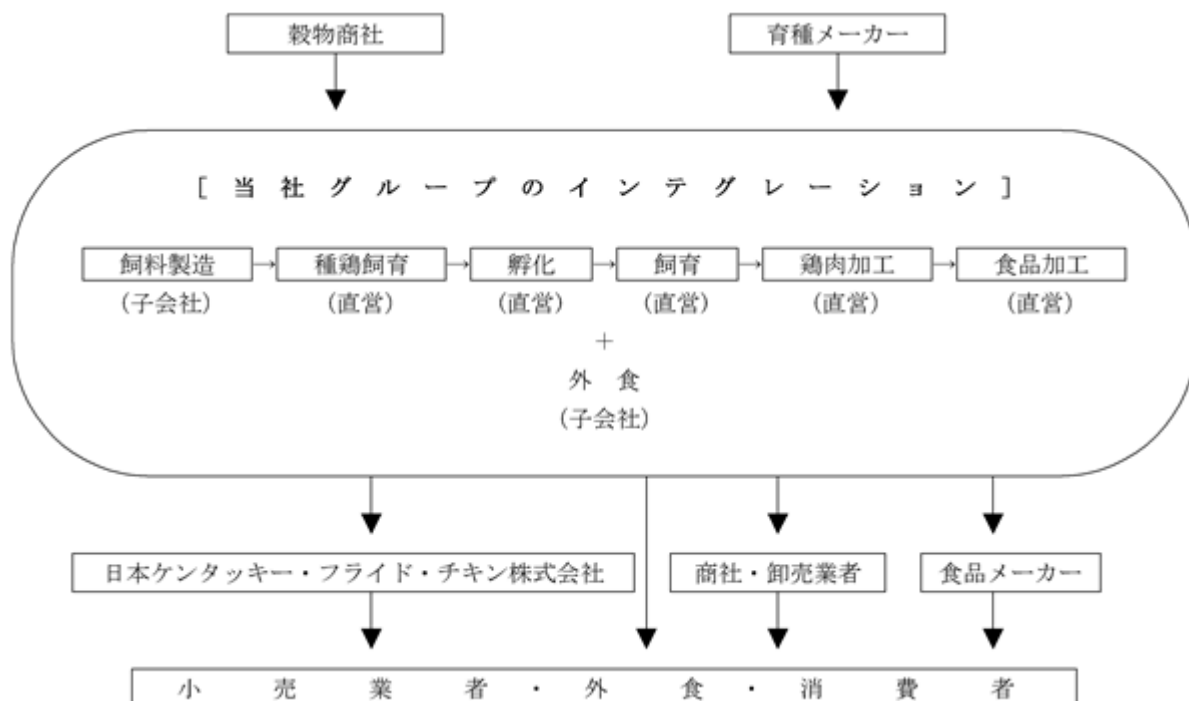 穀物商社 育種メーカー
[当社グループのインテグレーション]
飼料製造 → 種鶏飼育 → 孵化 → 飼育 → 鶏肉加工 → 食品加工
(子会社) (直営) (直営) (直営) (直営) (直営)
+
外食
(子会社)
日本ケンタッキー・フライド・チキン株式会社 商社・卸売業者 食品メーカー
小売業者・外食・消費者